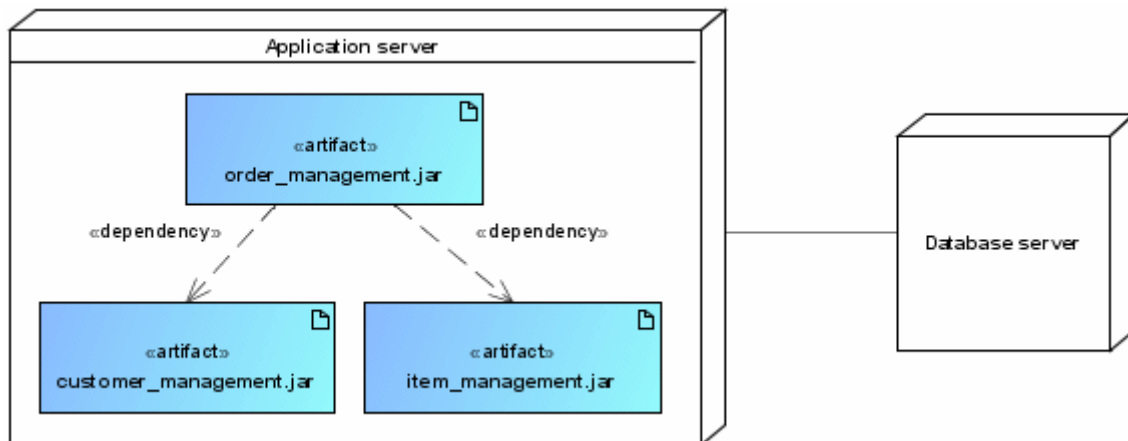 Application server
«artifact»
order_management.jar
«dependency»
«dependency»
Database server
«artifact»
customer_management.jar
«artifact»
item_management.jar